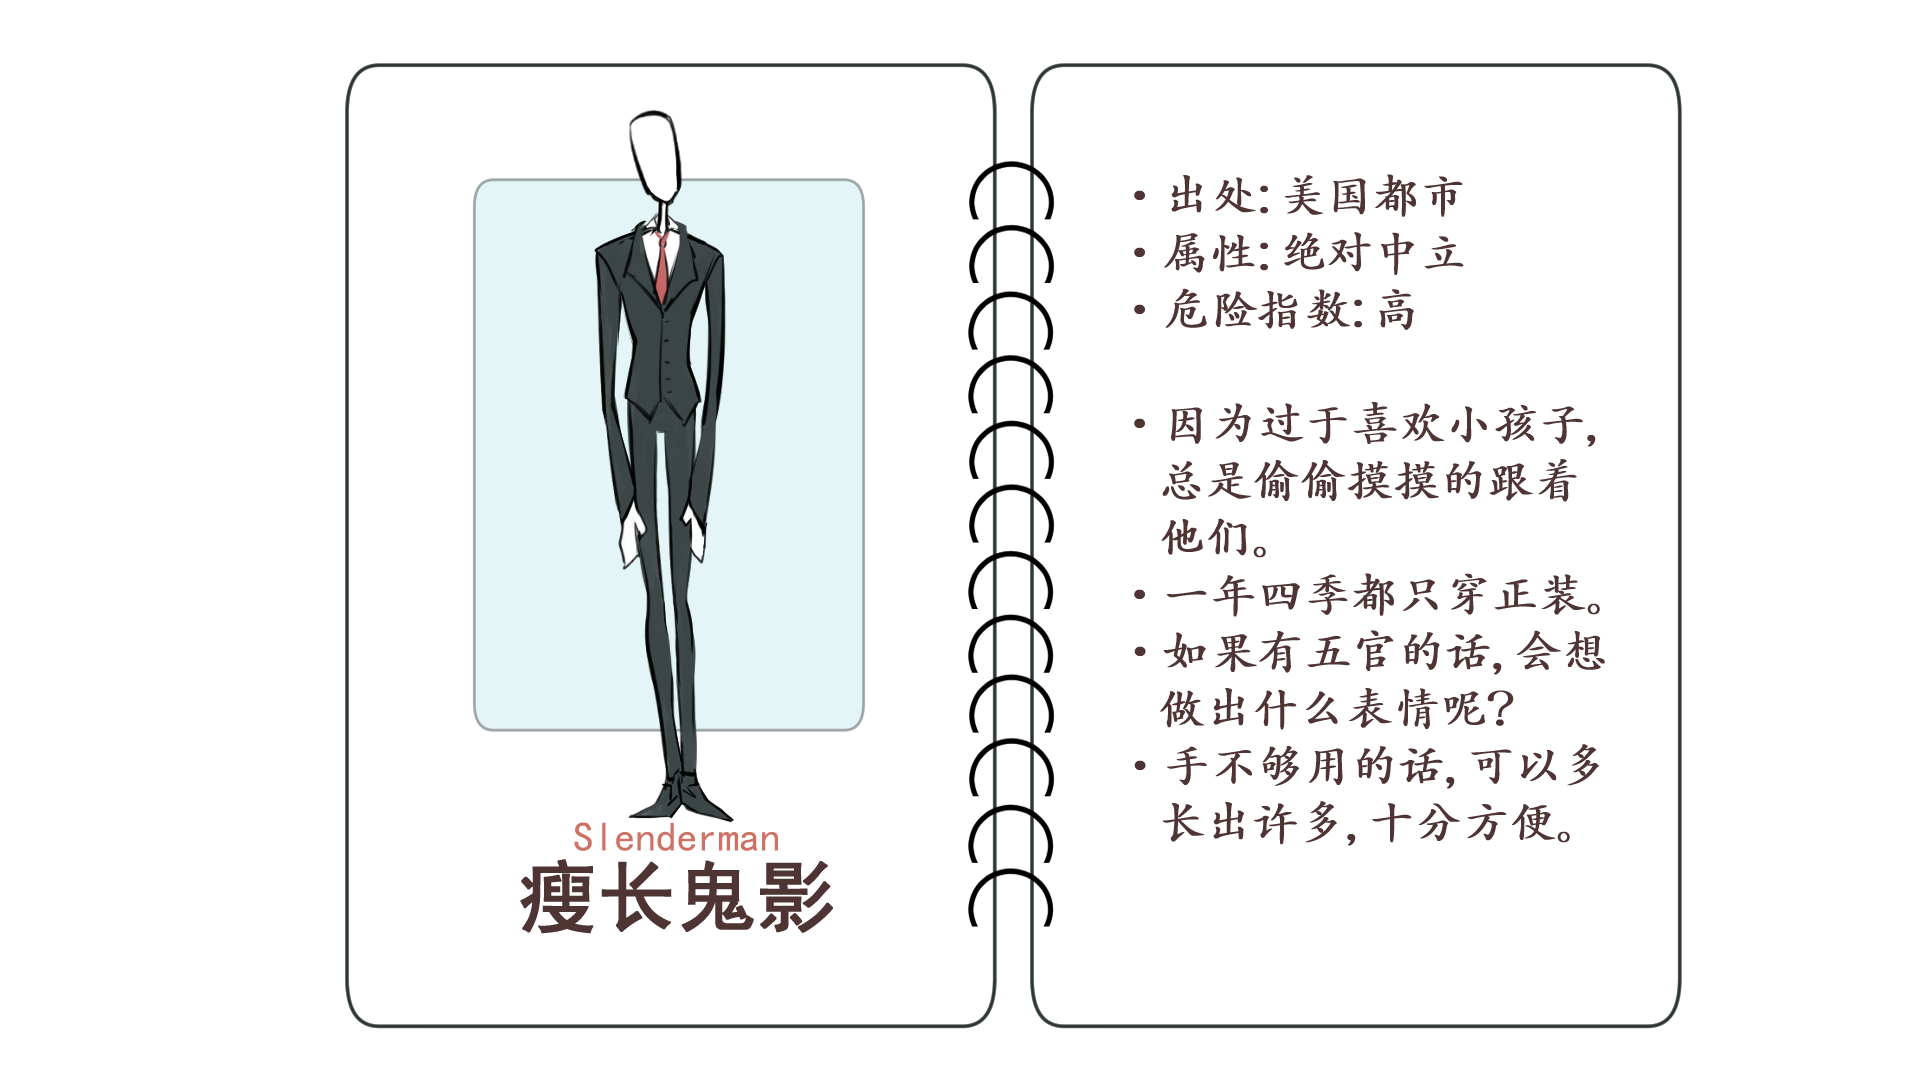 Slenderman
瘦长鬼影
·出处:美国都市
·属性:绝对中立
·危险指数:高
·因为过于喜欢小孩子,
总是偷偷摸摸的跟着
他们。
·一年四季都只穿正装。
·如果有五官的话,会想
做出什么表情呢?
·手不够用的话,可以多
长出许多,十分方便。